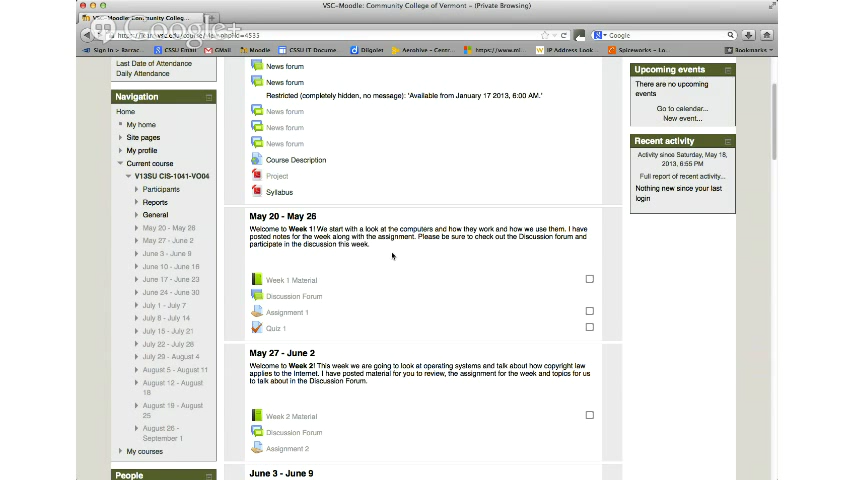 VSC-Moodle: Community College of Vermont - (Private Browsing)
VSC-Moodle: Community Colleg...
Google+
Google
Sign In > Barrac...
CSSU Email
GMail
Moodle
CSSU IT Docume...
Diigolet
Aerohive - Centr...
https://www.mi...
IP Address Look...
Spiceworks - Lo...
Bookmarks
Last Date of Attendance
Daily Attendance
Navigation
Home
My home
Site pages
My profile
Current course
V13SU CIS-1041-VO04
Participants
Reports
General
May 20 - May 26
May 27 - June 2
June 3 - June 9
June 10 - June 16
June 17 - June 23
June 24 - June 30
July 1 - July 7
July 8 - July 14
July 15 - July 21
July 22 - July 28
July 29 - August 4
August 5 - August 11
August 12 - August
18
August 19 - August
25
August 26 -
September 1
My courses
People
News forum
News forum
Restricted (completely hidden, no message): 'Available from January 17 2013, 6:00 AM.'
News forum
News forum
News forum
Course Description
Project
Syllabus
May 20 - May 26
Welcome to Week 1! We start with a look at the computers and how they work and how we use them. I have
posted notes for the week along with the assignment. Please be sure to check out the Discussion forum and
participate in the discussion this week.
Week 1 Material
Discussion Forum
Assignment 1
Quiz 1
May 27 - June 2
Welcome to Week 2! This week we are going to look at operating systems and talk about how copyright law
applies to the Internet. I have posted material for you to review, the assignment for the week and topics for us
to talk about in the Discussion Forum.
Week 2 Material
Discussion Forum
Assignment 2
June 3 - June 9
Upcoming events
There are no upcoming
events
Go to calendar...
New event...
Recent activity
Activity since Saturday, May 18,
2013, 6:55 PM
Full report of recent activity...
Nothing new since your last
login